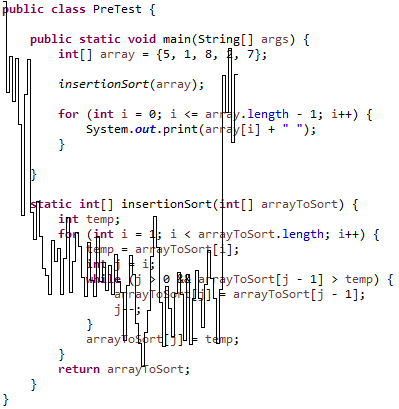 public class PreTest {
public static void main(String[] args) {
int[] array = {5, 1, 8, 2, 7};
insertionSort(array);
for (int i = 0; i <= array.length - 1; i++) {
System.out.print(array[i] + " ");
}
}
static int[] insertionSort(int[] arrayToSort) {
int temp;
for (int i = 1; i < arrayToSort.length; i++) {
temp = arrayToSort[i];
int j = i;
while (j > 0 && arrayToSort[j - 1] > temp) {
arrayToSort[j] = arrayToSort[j - 1];
j--;
}
arrayToSort[j] = temp;
}
return arrayToSort;
}
}